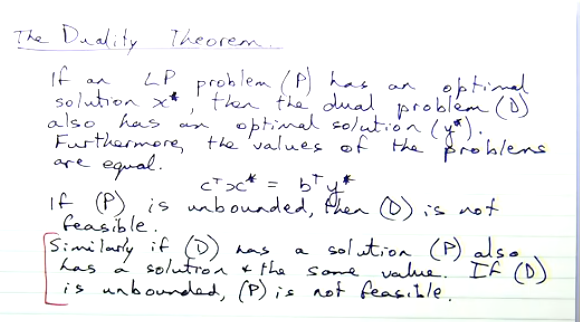 The Duality Theorem.
If an LP problem (P) has an optimal
solution x*, then the dual problem (D)
also has an optimal solution (y*).
Furthermore, the values of the problems
are equal.
cᵀx* = bᵀy*
If (P) is unbounded, then (D) is not
feasible.
Similarly if (D) has a solution (P) also
has a solution & the same value. If (D)
is unbounded, (P) is not feasible.